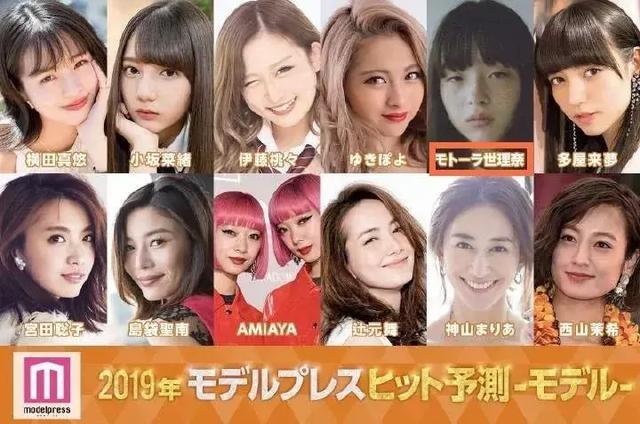 横田真悠
小坂菜緒
伊藤桃々
ゆきぽよ
モトーラ世理奈
多屋来夢
宮田聡子
島袋聖南
AMIAYA
辻元舞
神山まりあ
西山茉希
modelpress
2019年 モデルプレスヒット予測 -モデル-